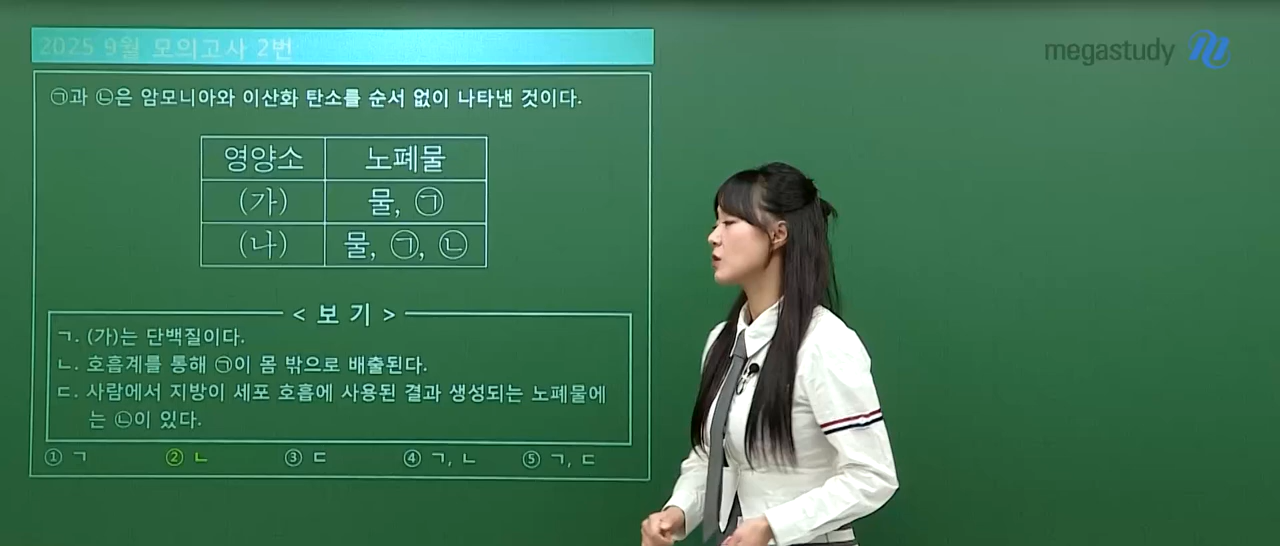 2025 9월 모의고사 2번
megastudy
㉠과 ㉡은 암모니아와 이산화 탄소를 순서 없이 나타낸 것이다.
영양소 노폐물
(가) 물, ㉠
(나) 물, ㉠, ㉡
< 보 기 >
ㄱ. (가)는 단백질이다.
ㄴ. 호흡계를 통해 ㉠이 몸 밖으로 배출된다.
ㄷ. 사람에서 지방이 세포 호흡에 사용된 결과 생성되는 노폐물에
는 ㉡이 있다.
① ㄱ ② ㄴ ③ ㄷ ④ ㄱ, ㄴ ⑤ ㄱ, ㄷ